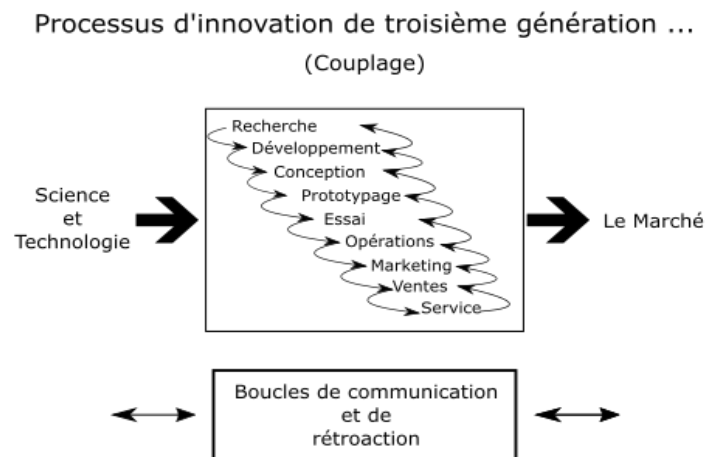 Processus d'innovation de troisième génération ...
(Couplage)
Recherche
Développement
Conception
Prototypage
Essai
Opérations
Marketing
Ventes
Service
Science
et
Technologie
Le Marché
Boucles de communication
et de
rétroaction